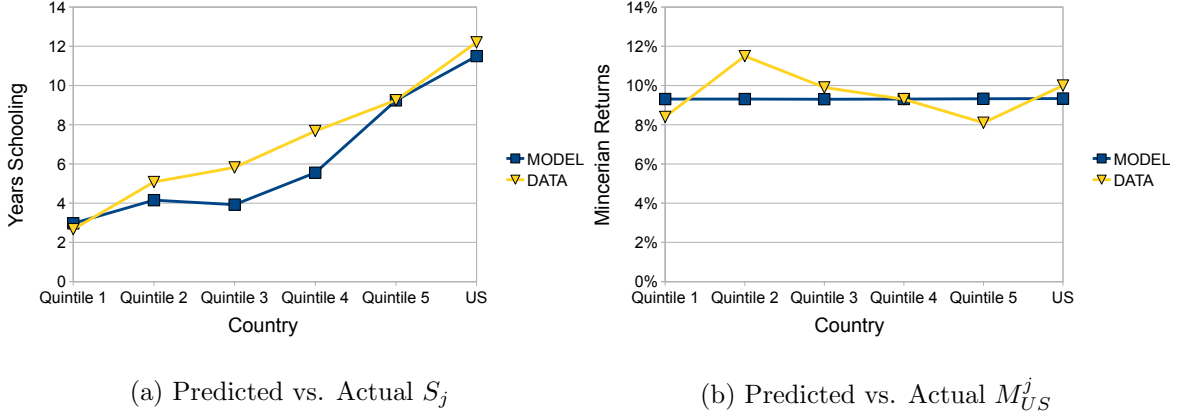 14
12
10
8
6
4
2
0
Years Schooling
Quintile 1 Quintile 2 Quintile 3 Quintile 4 Quintile 5 US
Country
MODEL
DATA
(a) Predicted vs. Actual $S_j$
14%
12%
10%
8%
6%
4%
2%
0%
Mincerian Returns
Quintile 1 Quintile 2 Quintile 3 Quintile 4 Quintile 5 US
Country
MODEL
DATA
(b) Predicted vs. Actual $M_{US}^j$